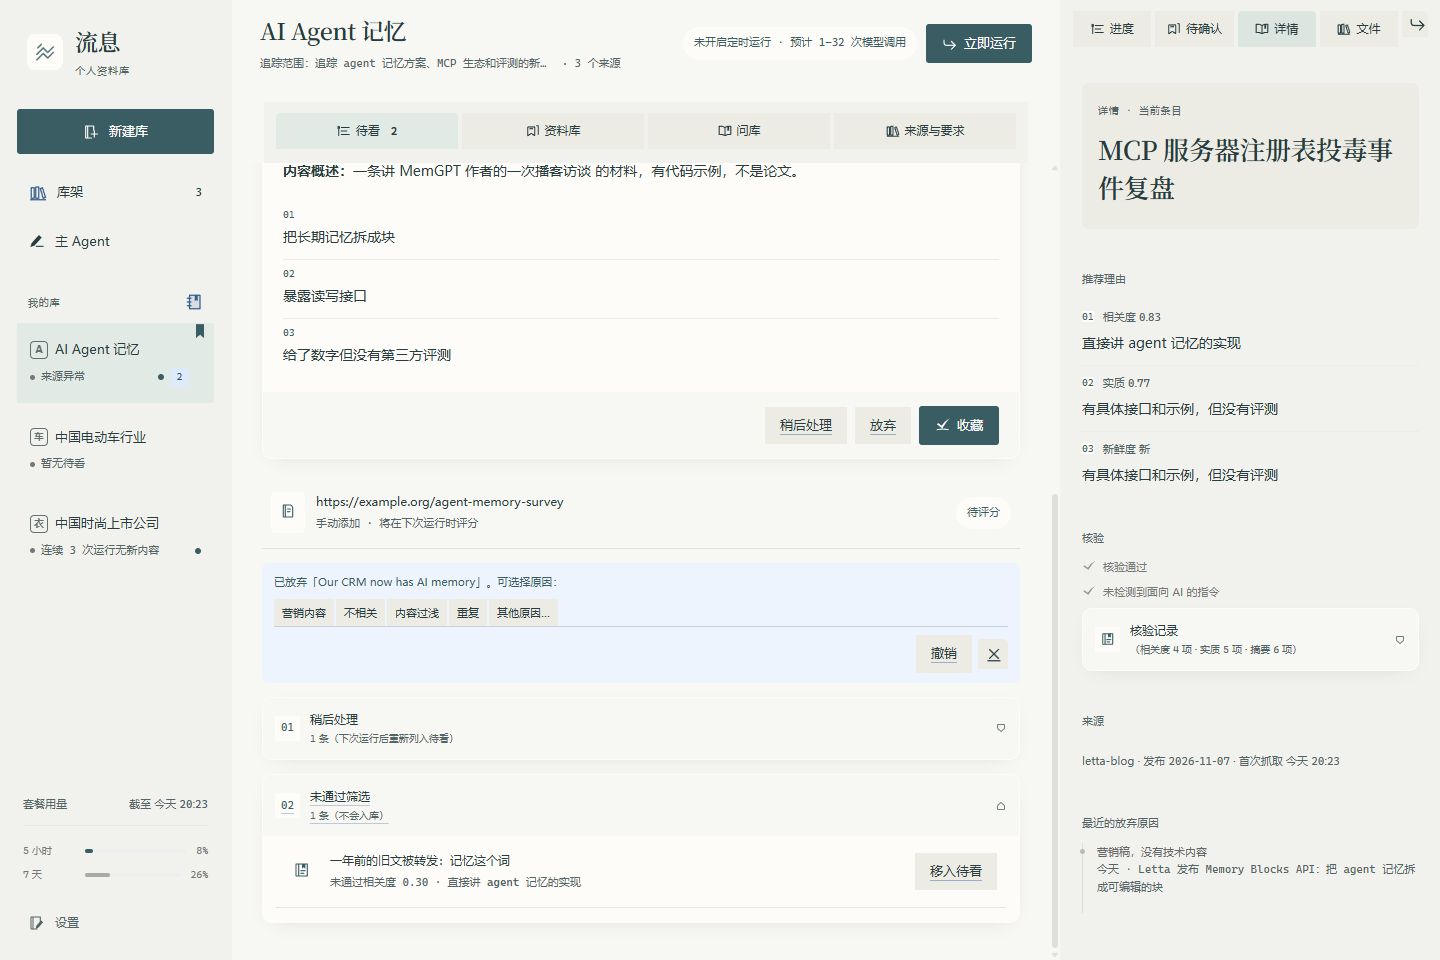 流息
个人资料库
新建库
库架 3
主 Agent
我的库
A AI Agent 记忆
来源异常 2
车 中国电动车行业
暂无待看
衣 中国时尚上市公司
连续 3 次运行无新内容
套餐用量 截至 今天 20:23
5 小时 8%
7 天 26%
设置
AI Agent 记忆
追踪范围：追踪 agent 记忆方案、MCP 生态和评测的新… · 3 个来源
未开启定时运行 · 预计 1–32 次模型调用
立即运行
待看 2
资料库
问库
来源与要求
内容概述：一条讲 MemGPT 作者的一次播客访谈 的材料，有代码示例，不是论文。
01
把长期记忆拆成块
02
暴露读写接口
03
给了数字但没有第三方评测
稍后处理
放弃
收藏
https://example.org/agent-memory-survey
手动添加 · 将在下次运行时评分
待评分
已放弃「Our CRM now has AI memory」。可选择原因：
营销内容 不相关 内容过浅 重复 其他原因…
撤销
01 稍后处理
1 条（下次运行后重新列入待看）
02 未通过筛选
1 条（不会入库）
一年前的旧文被转发：记忆这个词
未通过相关度 0.30 · 直接讲 agent 记忆的实现
移入待看
进度
待确认
详情
文件
详情 · 当前条目
MCP 服务器注册表投毒事
件复盘
推荐理由
01 相关度 0.83
直接讲 agent 记忆的实现
02 实质 0.77
有具体接口和示例，但没有评测
03 新鲜度 新
有具体接口和示例，但没有评测
核验
核验通过
未检测到面向 AI 的指令
核验记录
（相关度 4 项 · 实质 5 项 · 摘要 6 项）
来源
letta-blog · 发布 2026-11-07 · 首次抓取 今天 20:23
最近的放弃原因
营销稿，没有技术内容
今天 · Letta 发布 Memory Blocks API：把 agent 记忆拆
成可编辑的块